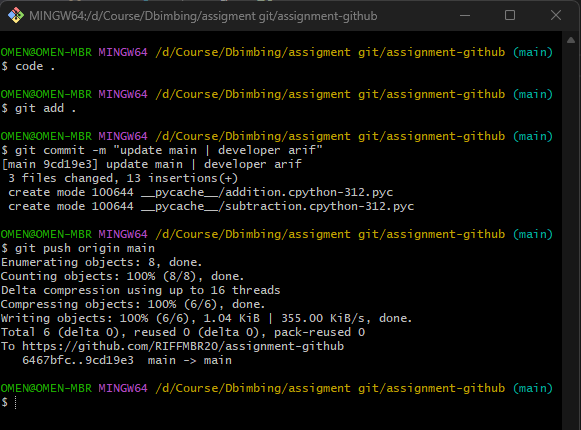 MINGW64:/d/Course/Dbimbing/assigment git/assignment-github
OMEN@OMEN-MBR MINGW64 /d/Course/Dbimbing/assigment git/assignment-github (main)
$ code .
OMEN@OMEN-MBR MINGW64 /d/Course/Dbimbing/assigment git/assignment-github (main)
$ git add .
OMEN@OMEN-MBR MINGW64 /d/Course/Dbimbing/assigment git/assignment-github (main)
$ git commit -m "update main | developer arif"
[main 9cd19e3] update main | developer arif
 3 files changed, 13 insertions(+)
 create mode 100644 __pycache__/addition.cpython-312.pyc
 create mode 100644 __pycache__/subtraction.cpython-312.pyc
OMEN@OMEN-MBR MINGW64 /d/Course/Dbimbing/assigment git/assignment-github (main)
$ git push origin main
Enumerating objects: 8, done.
Counting objects: 100% (8/8), done.
Delta compression using up to 16 threads
Compressing objects: 100% (6/6), done.
Writing objects: 100% (6/6), 1.04 KiB | 355.00 KiB/s, done.
Total 6 (delta 0), reused 0 (delta 0), pack-reused 0
To https://github.com/RIFFMBR20/assignment-github
   6467bfc..9cd19e3  main -> main
OMEN@OMEN-MBR MINGW64 /d/Course/Dbimbing/assigment git/assignment-github (main)
$